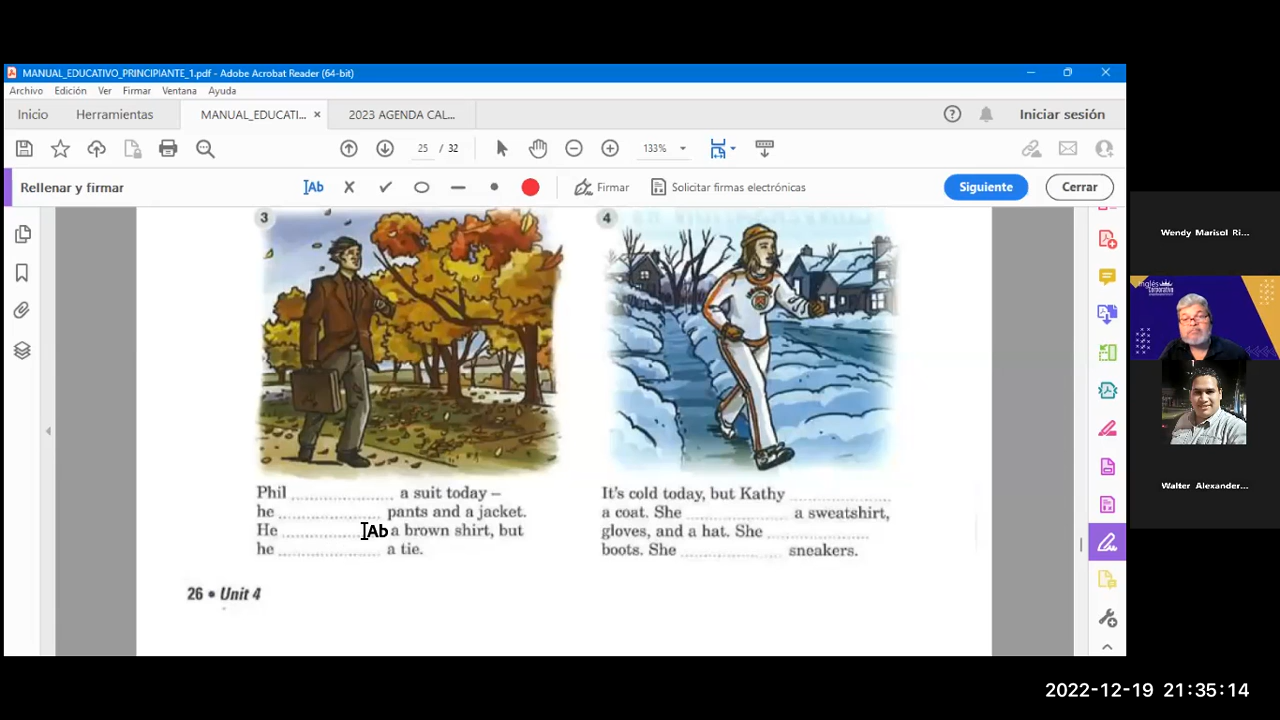 MANUAL_EDUCATIVO_PRINCIPIANTE_1.pdf - Adobe Acrobat Reader (64-bit)
Archivo Edición Ver Firmar Ventana Ayuda
Inicio Herramientas MANUAL_EDUCATI... × 2023 AGENDA CAL... Iniciar sesión
25 / 32 133%
Rellenar y firmar Ab Firmar Solicitar firmas electrónicas Siguiente Cerrar
3 4
Phil .................... a suit today –
he .................... pants and a jacket.
He .................... a brown shirt, but
he .................... a tie.
Ab
It's cold today, but Kathy ....................
a coat. She .................... a sweatshirt,
gloves, and a hat. She ....................
boots. She .................... sneakers.
26 • Unit 4
Wendy Marisol Ri...
Inglés
Corporativo
Walter Alexander...
2022-12-19 21:35:14